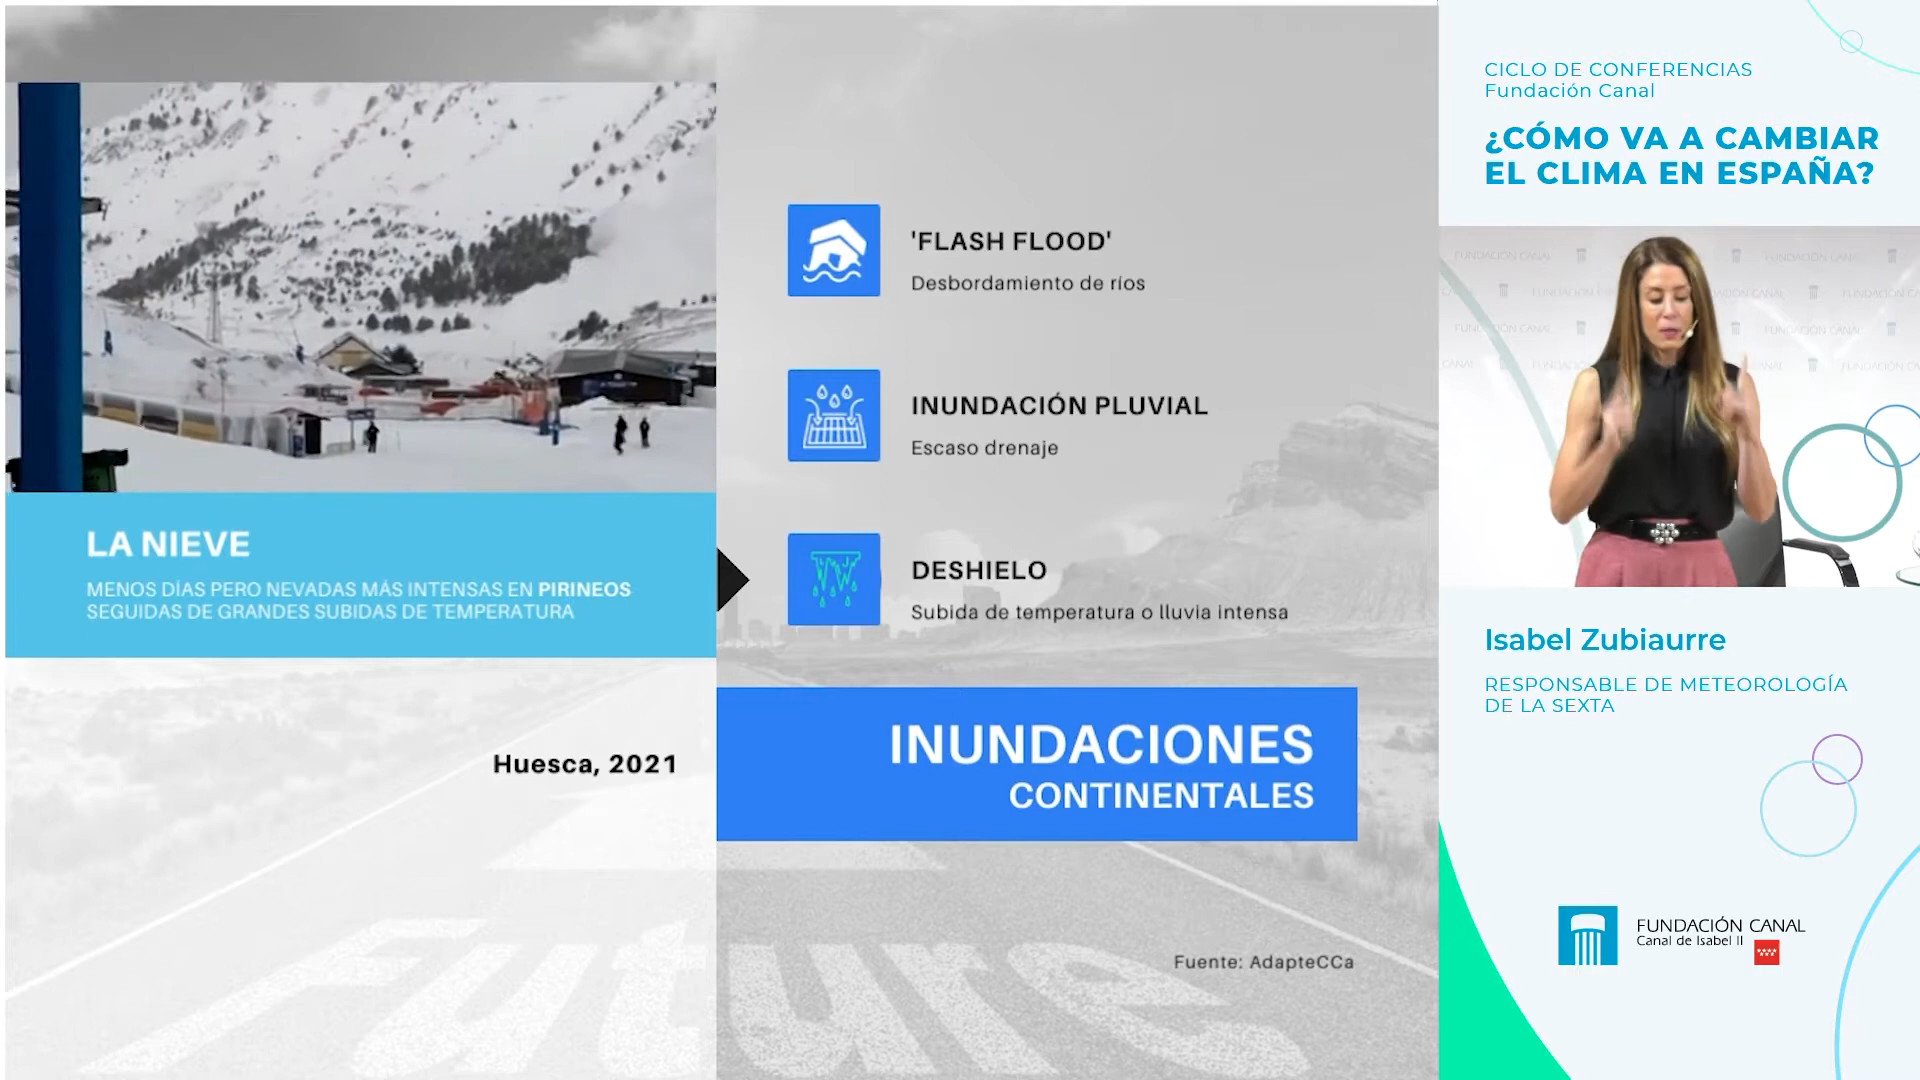 LA NIEVE
MENOS DÍAS PERO NEVADAS MÁS INTENSAS EN PIRINEOS
SEGUIDAS DE GRANDES SUBIDAS DE TEMPERATURA
Huesca, 2021
'FLASH FLOOD'
Desbordamiento de ríos
INUNDACIÓN PLUVIAL
Escaso drenaje
DESHIELO
Subida de temperatura o lluvia intensa
INUNDACIONES
CONTINENTALES
Future
Fuente: AdapteCCa
CICLO DE CONFERENCIAS
Fundación Canal
¿CÓMO VA A CAMBIAR
EL CLIMA EN ESPAÑA?
FUNDACIÓN CANAL
Isabel Zubiaurre
RESPONSABLE DE METEOROLOGÍA
DE LA SEXTA
FUNDACIÓN CANAL
Canal de Isabel II